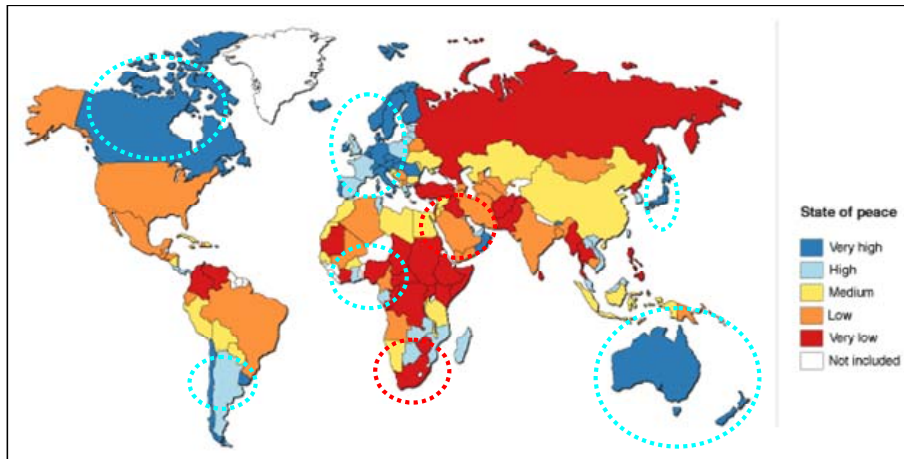 State of peace
Very high
High
Medium
Low
Very low
Not included